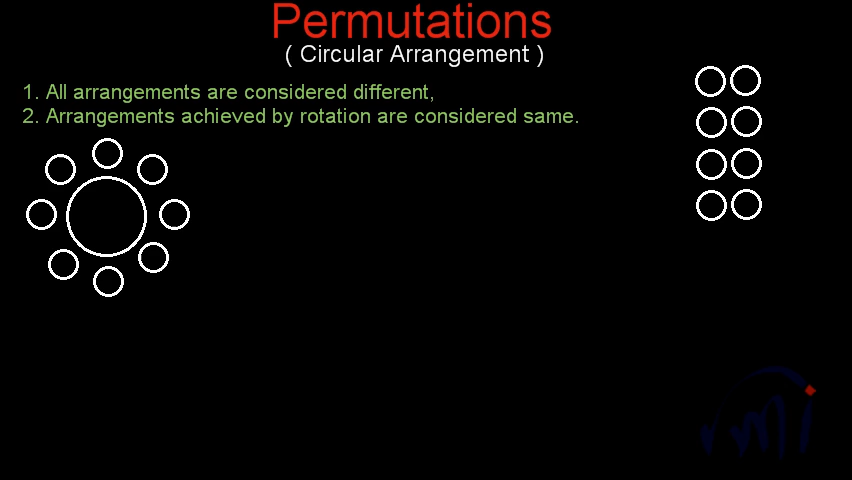 Permutations
( Circular Arrangement )
1. All arrangements are considered different,
2. Arrangements achieved by rotation are considered same.